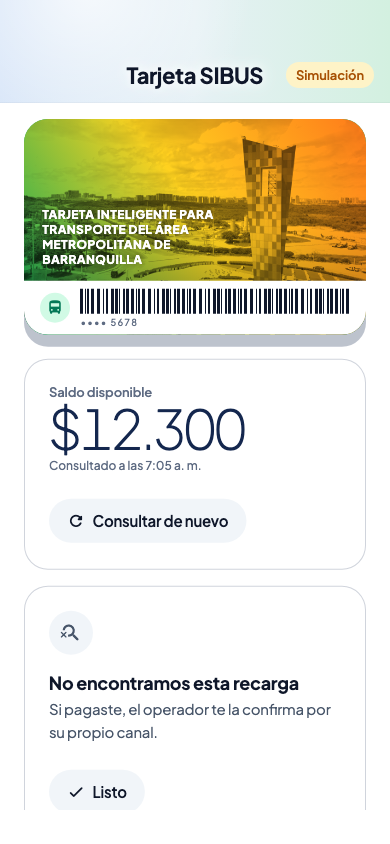 Tarjeta SIBUS
Simulación
TARJETA INTELIGENTE PARA
TRANSPORTE DEL ÁREA
METROPOLITANA DE
BARRANQUILLA
•••• 5678
Saldo disponible
$12.300
Consultado a las 7:05 a. m.
Consultar de nuevo
No encontramos esta recarga
Si pagaste, el operador te la confirma por
su propio canal.
Listo